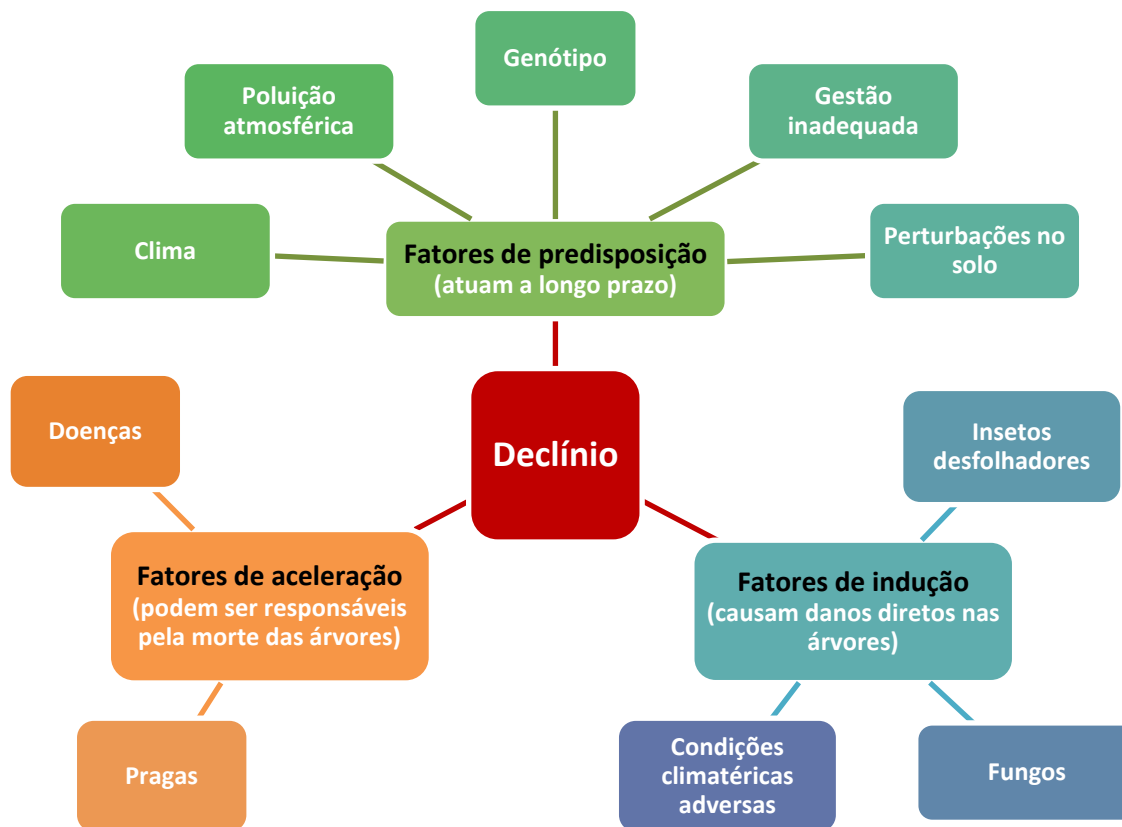 Genótipo
Poluição
atmosférica
Gestão
inadequada
Clima
Fatores de predisposição
(atuam a longo prazo)
Perturbações no
solo
Declínio
Doenças
Insetos
desfolhadores
Fatores de aceleração
(podem ser responsáveis
pela morte das árvores)
Fatores de indução
(causam danos diretos nas
árvores)
Pragas
Condições
climatéricas
adversas
Fungos